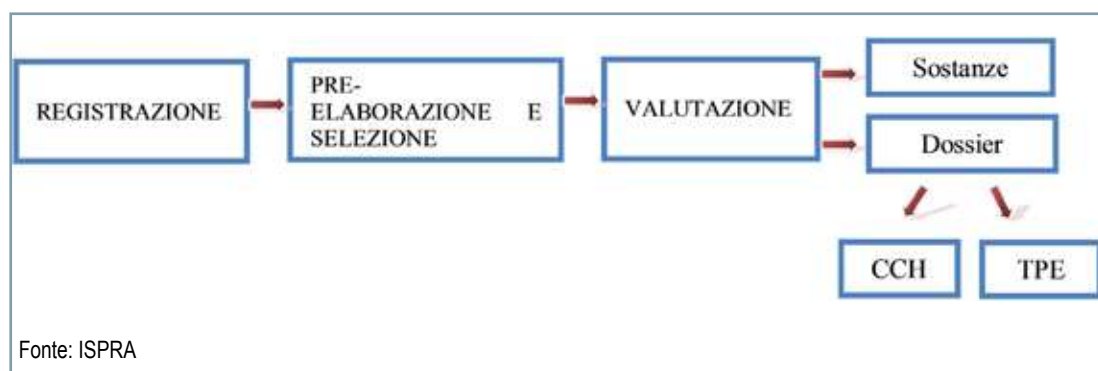 REGISTRAZIONE
PRE-
ELABORAZIONE E
SELEZIONE
VALUTAZIONE
Sostanze
Dossier
CCH
TPE
Fonte: ISPRA